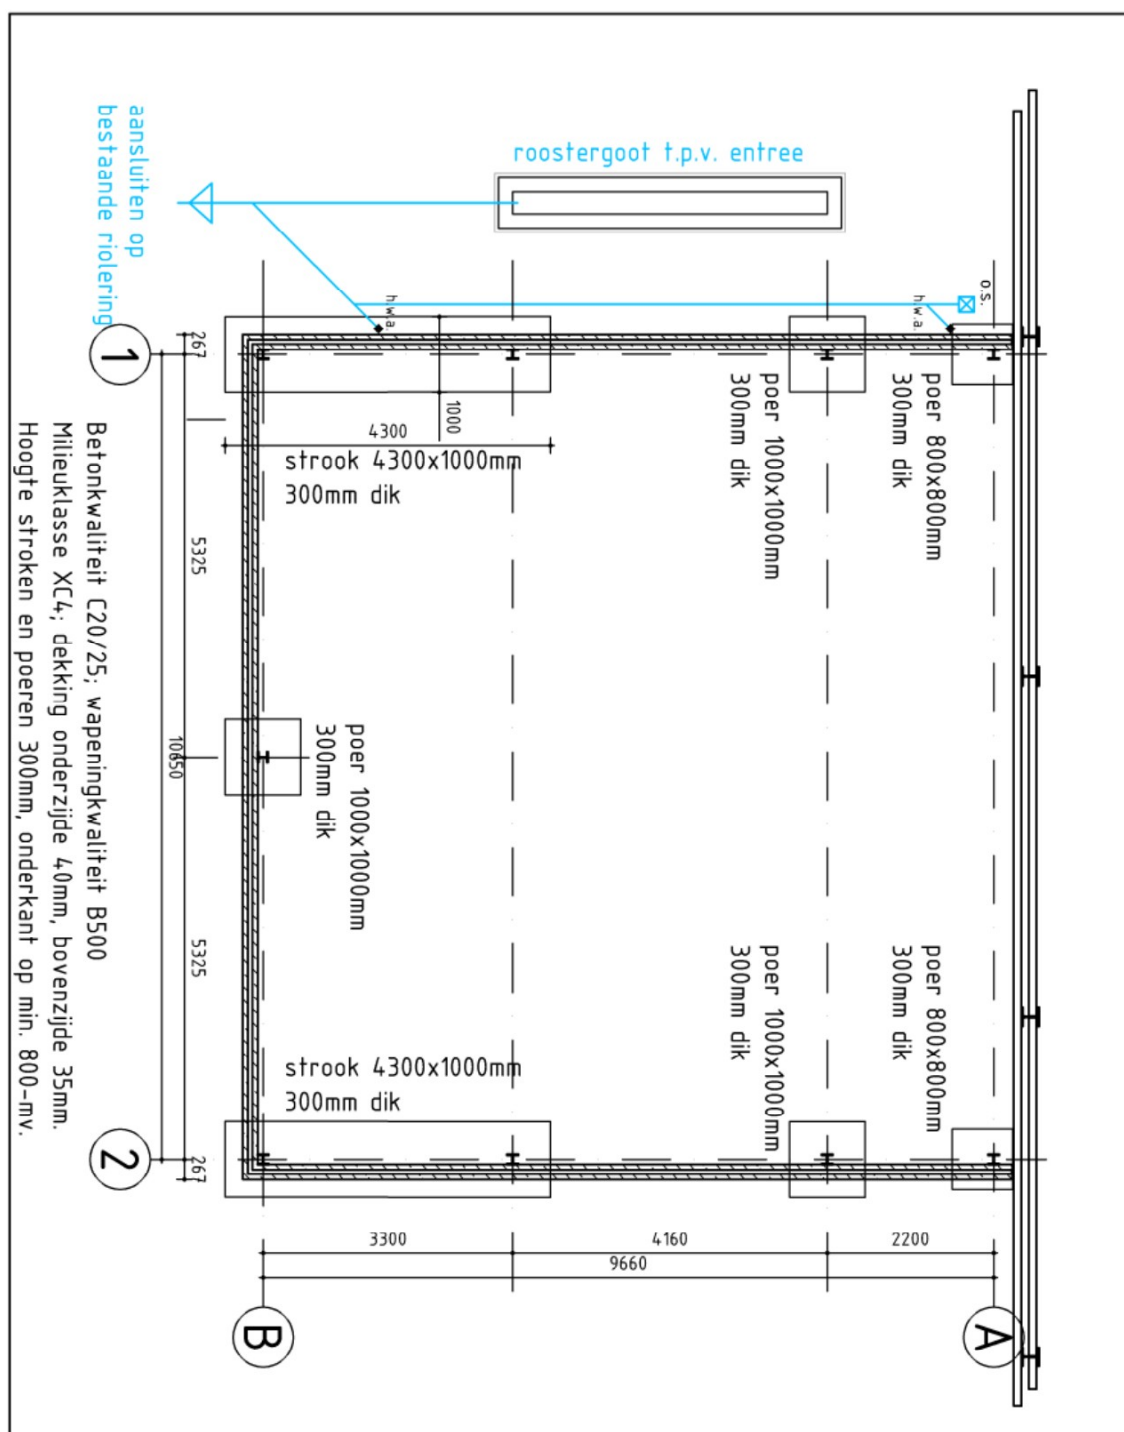 roostergoot t.p.v. entree
aansluiten op
bestaande riolering
o.s.
h.w.a.
h.w.a.
1
267
1000
4300
strook 4300x1000mm
300mm dik
poer 1000x1000mm
300mm dik
poer 800x800mm
300mm dik
5325
10650
poer 1000x1000mm
300mm dik
5325
poer 1000x1000mm
300mm dik
poer 800x800mm
300mm dik
strook 4300x1000mm
300mm dik
2
267
3300
4160
2200
9660
B
A
Betonkwaliteit C20/25; wapeningkwaliteit B500
Milieuklasse XC4; dekking onderzijde 40mm, bovenzijde 35mm.
Hoogte stroken en poeren 300mm, onderkant op min. 800-mv.